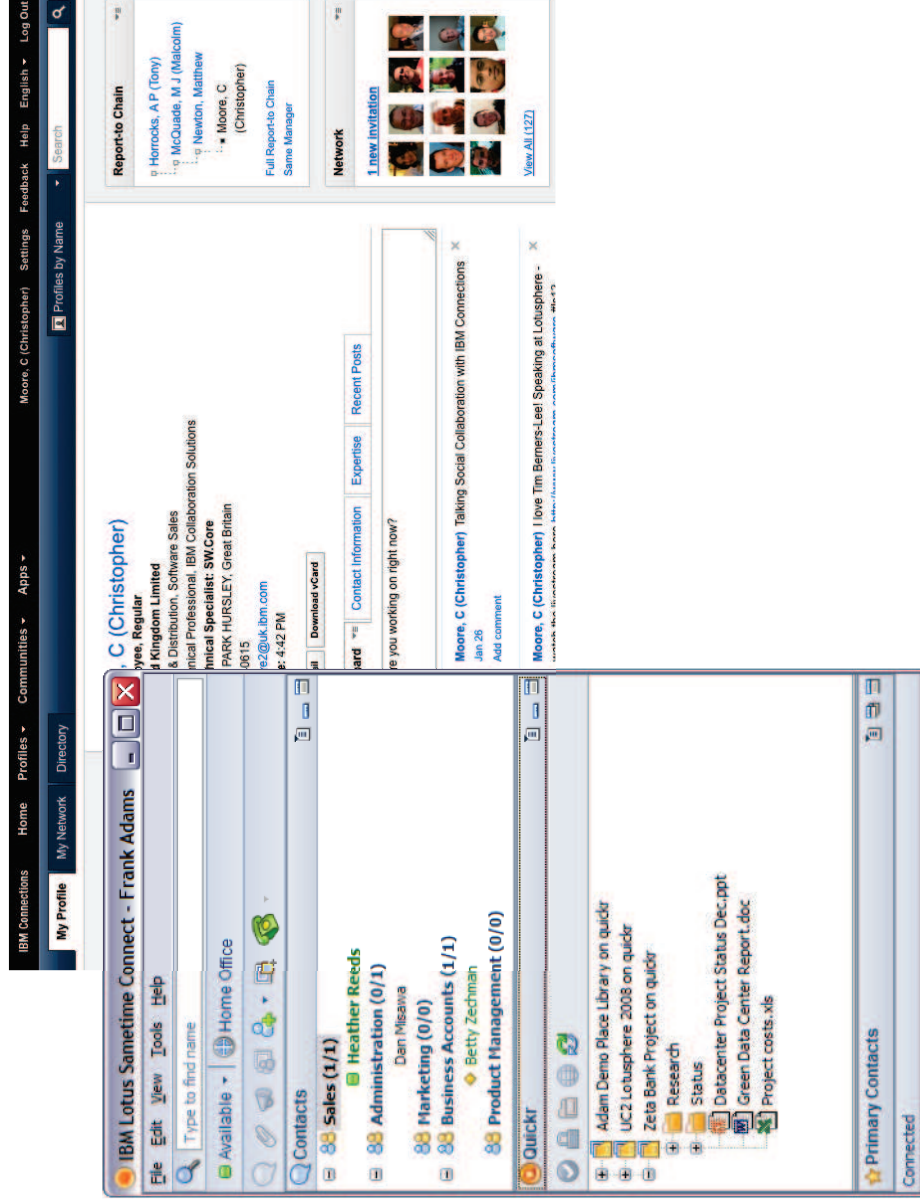 IBM Connections Home Profiles Communities Apps Moore, C (Christopher) Settings Feedback Help English Log Out
My Profile My Network Directory Profiles by Name Search
, C (Christopher)
Regular
Kingdom Limited
& Distribution, Software Sales
Professional, IBM Collaboration Solutions
Specialist: SW.Core
PARK HURSLEY, Great Britain
0615
re2@uk.ibm.com
4:42 PM
Download vCard
Contact Information Expertise Recent Posts
re you working on right now?
Moore, C (Christopher) Talking Social Collaboration with IBM Connections
Jan 26
Add comment
Moore, C (Christopher) I love Tim Berners-Lee! Speaking at Lotusphere -
Report-to Chain
Horrocks, A P (Tony)
McQuade, M J (Malcolm)
Newton, Matthew
Moore, C
(Christopher)
Full Report-to Chain
Same Manager
Network
1 new invitation
View All (127)
IBM Lotus Sametime Connect - Frank Adams
File Edit View Tools Help
Type to find name
Available Home Office
Contacts
Sales (1/1)
Heather Reeds
Administration (0/1)
Dan Misawa
Marketing (0/0)
Business Accounts (1/1)
Betty Zechman
Product Management (0/0)
Quickr
Adam Demo Place Library on quickr
UC2 Lotusphere 2008 on quickr
Zeta Bank Project on quickr
Research
Status
Datacenter Project Status Dec.ppt
Green Data Center Report.doc
Project costs.xls
Primary Contacts
Connected